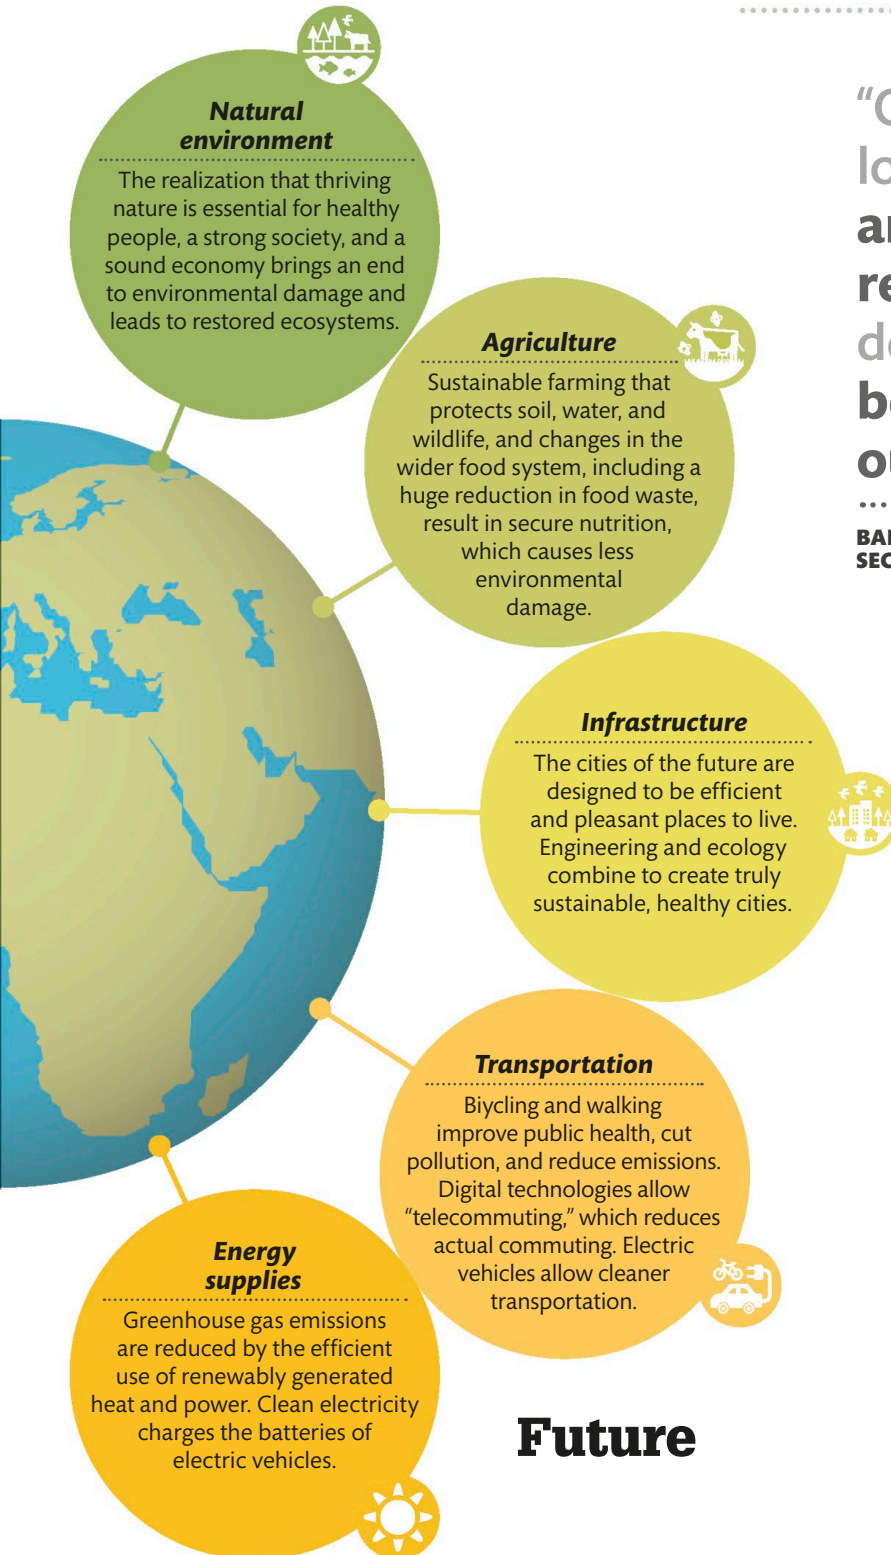 Natural
environment
The realization that thriving
nature is essential for healthy
people, a strong society, and a
sound economy brings an end
to environmental damage and
leads to restored ecosystems.
Agriculture
Sustainable farming that
protects soil, water, and
wildlife, and changes in the
wider food system, including a
huge reduction in food waste,
result in secure nutrition,
which causes less
environmental
damage.
Infrastructure
The cities of the future are
designed to be efficient
and pleasant places to live.
Engineering and ecology
combine to create truly
sustainable, healthy cities.
Transportation
Biycling and walking
improve public health, cut
pollution, and reduce emissions.
Digital technologies allow
“telecommuting,” which reduces
actual commuting. Electric
vehicles allow cleaner
transportation.
Energy
supplies
Greenhouse gas emissions
are reduced by the efficient
use of renewably generated
heat and power. Clean electricity
charges the batteries of
electric vehicles.
Future